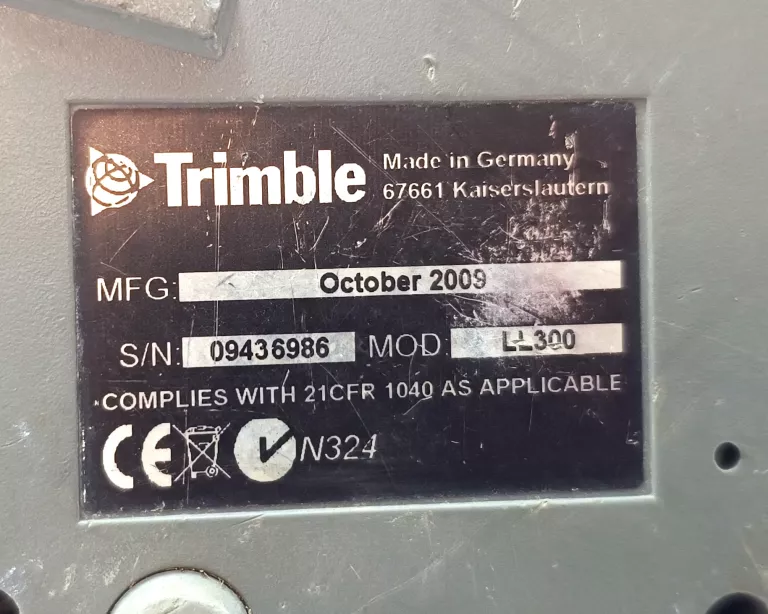 Trimble
Made in Germany
67661 Kaiserslautern
MFG: October 2009
S/N: 09436986 MOD LL300
COMPLIES WITH 21CFR 1040 AS APPLICABLE
CE N324